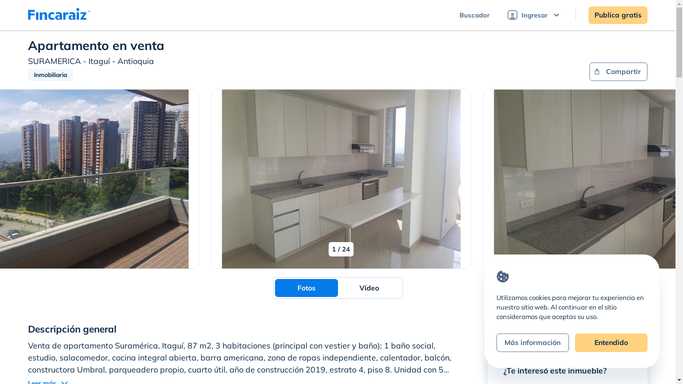 Fincaraiz
Buscador
Ingresar
Publica gratis
Apartamento en venta
SURAMERICA - Itaguí - Antioquia
Inmobiliaria
Compartir
1 / 24
Fotos
Video
Utilizamos cookies para mejorar tu experiencia en
nuestro sitio web. Al continuar en el sitio
consideramos que aceptas su uso.
Más información
Entendido
Descripción general
Venta de apartamento Suramérica, Itaguí, 87 m2, 3 habitaciones (principal con vestier y baño); 1 baño social,
estudio, salacomedor, cocina integral abierta, barra americana, zona de ropas independiente, calentador, balcón,
constructora Umbral, parqueadero propio, cuarto útil, año de construcción 2019, estrato 4, piso 8. Unidad con 5...
Leer más
¿Te interesó este inmueble?